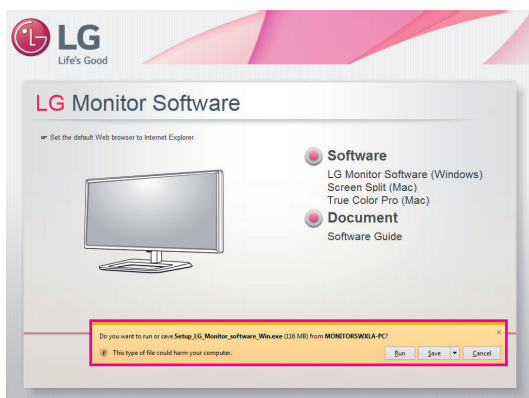 LG
Life's Good
LG Monitor Software
☞ Set the default Web browser to Internet Explorer.
Software
LG Monitor Software (Windows)
Screen Split (Mac)
True Color Pro (Mac)
Document
Software Guide
Do you want to run or save Setup_LG_Monitor_software_Win.exe (116 MB) from MONITORSWXLA-PC?
×
This type of file could harm your computer.
Run Save Cancel